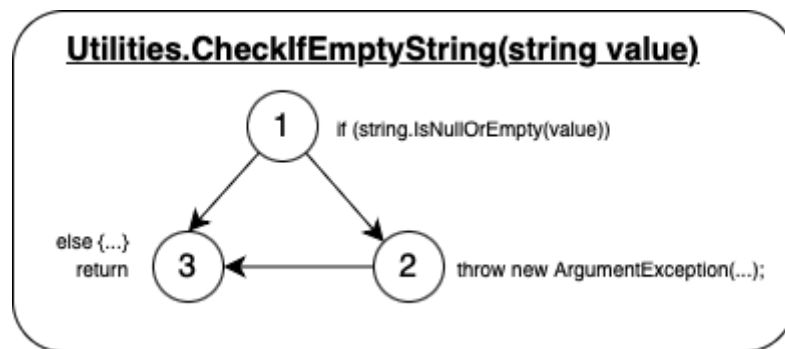 Utilities.CheckIfEmptyString(string value)
1
if (string.IsNullOrEmpty(value))
else {...}
return
3
2
throw new ArgumentException(...);